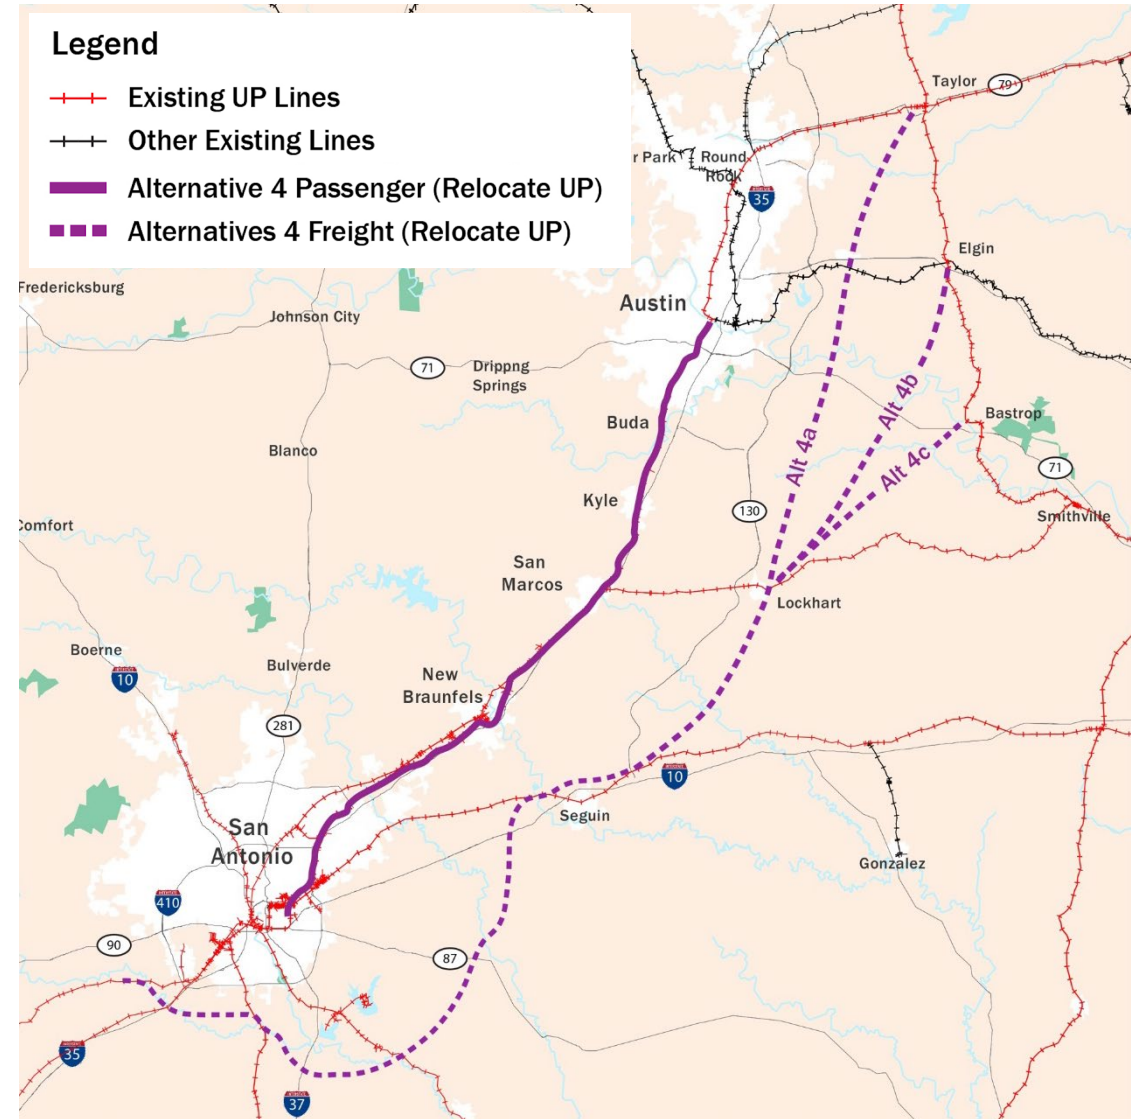 Legend
Existing UP Lines
Other Existing Lines
Alternative 4 Passenger (Relocate UP)
Alternatives 4 Freight (Relocate UP)
Taylor
79
r Park
Round
Rock
35
Elgin
Fredericksburg
Johnson City
Austin
71
Drippng
Springs
Alt 4b
Buda
Bastrop
Blanco
Alt 4a
Alt 4c
71
Kyle
130
Smithville
Comfort
San
Marcos
Lockhart
Boerne
10
Bulverde
New
Braunfels
281
10
Seguin
San
Antonio
Gonzalez
410
90
87
35
37